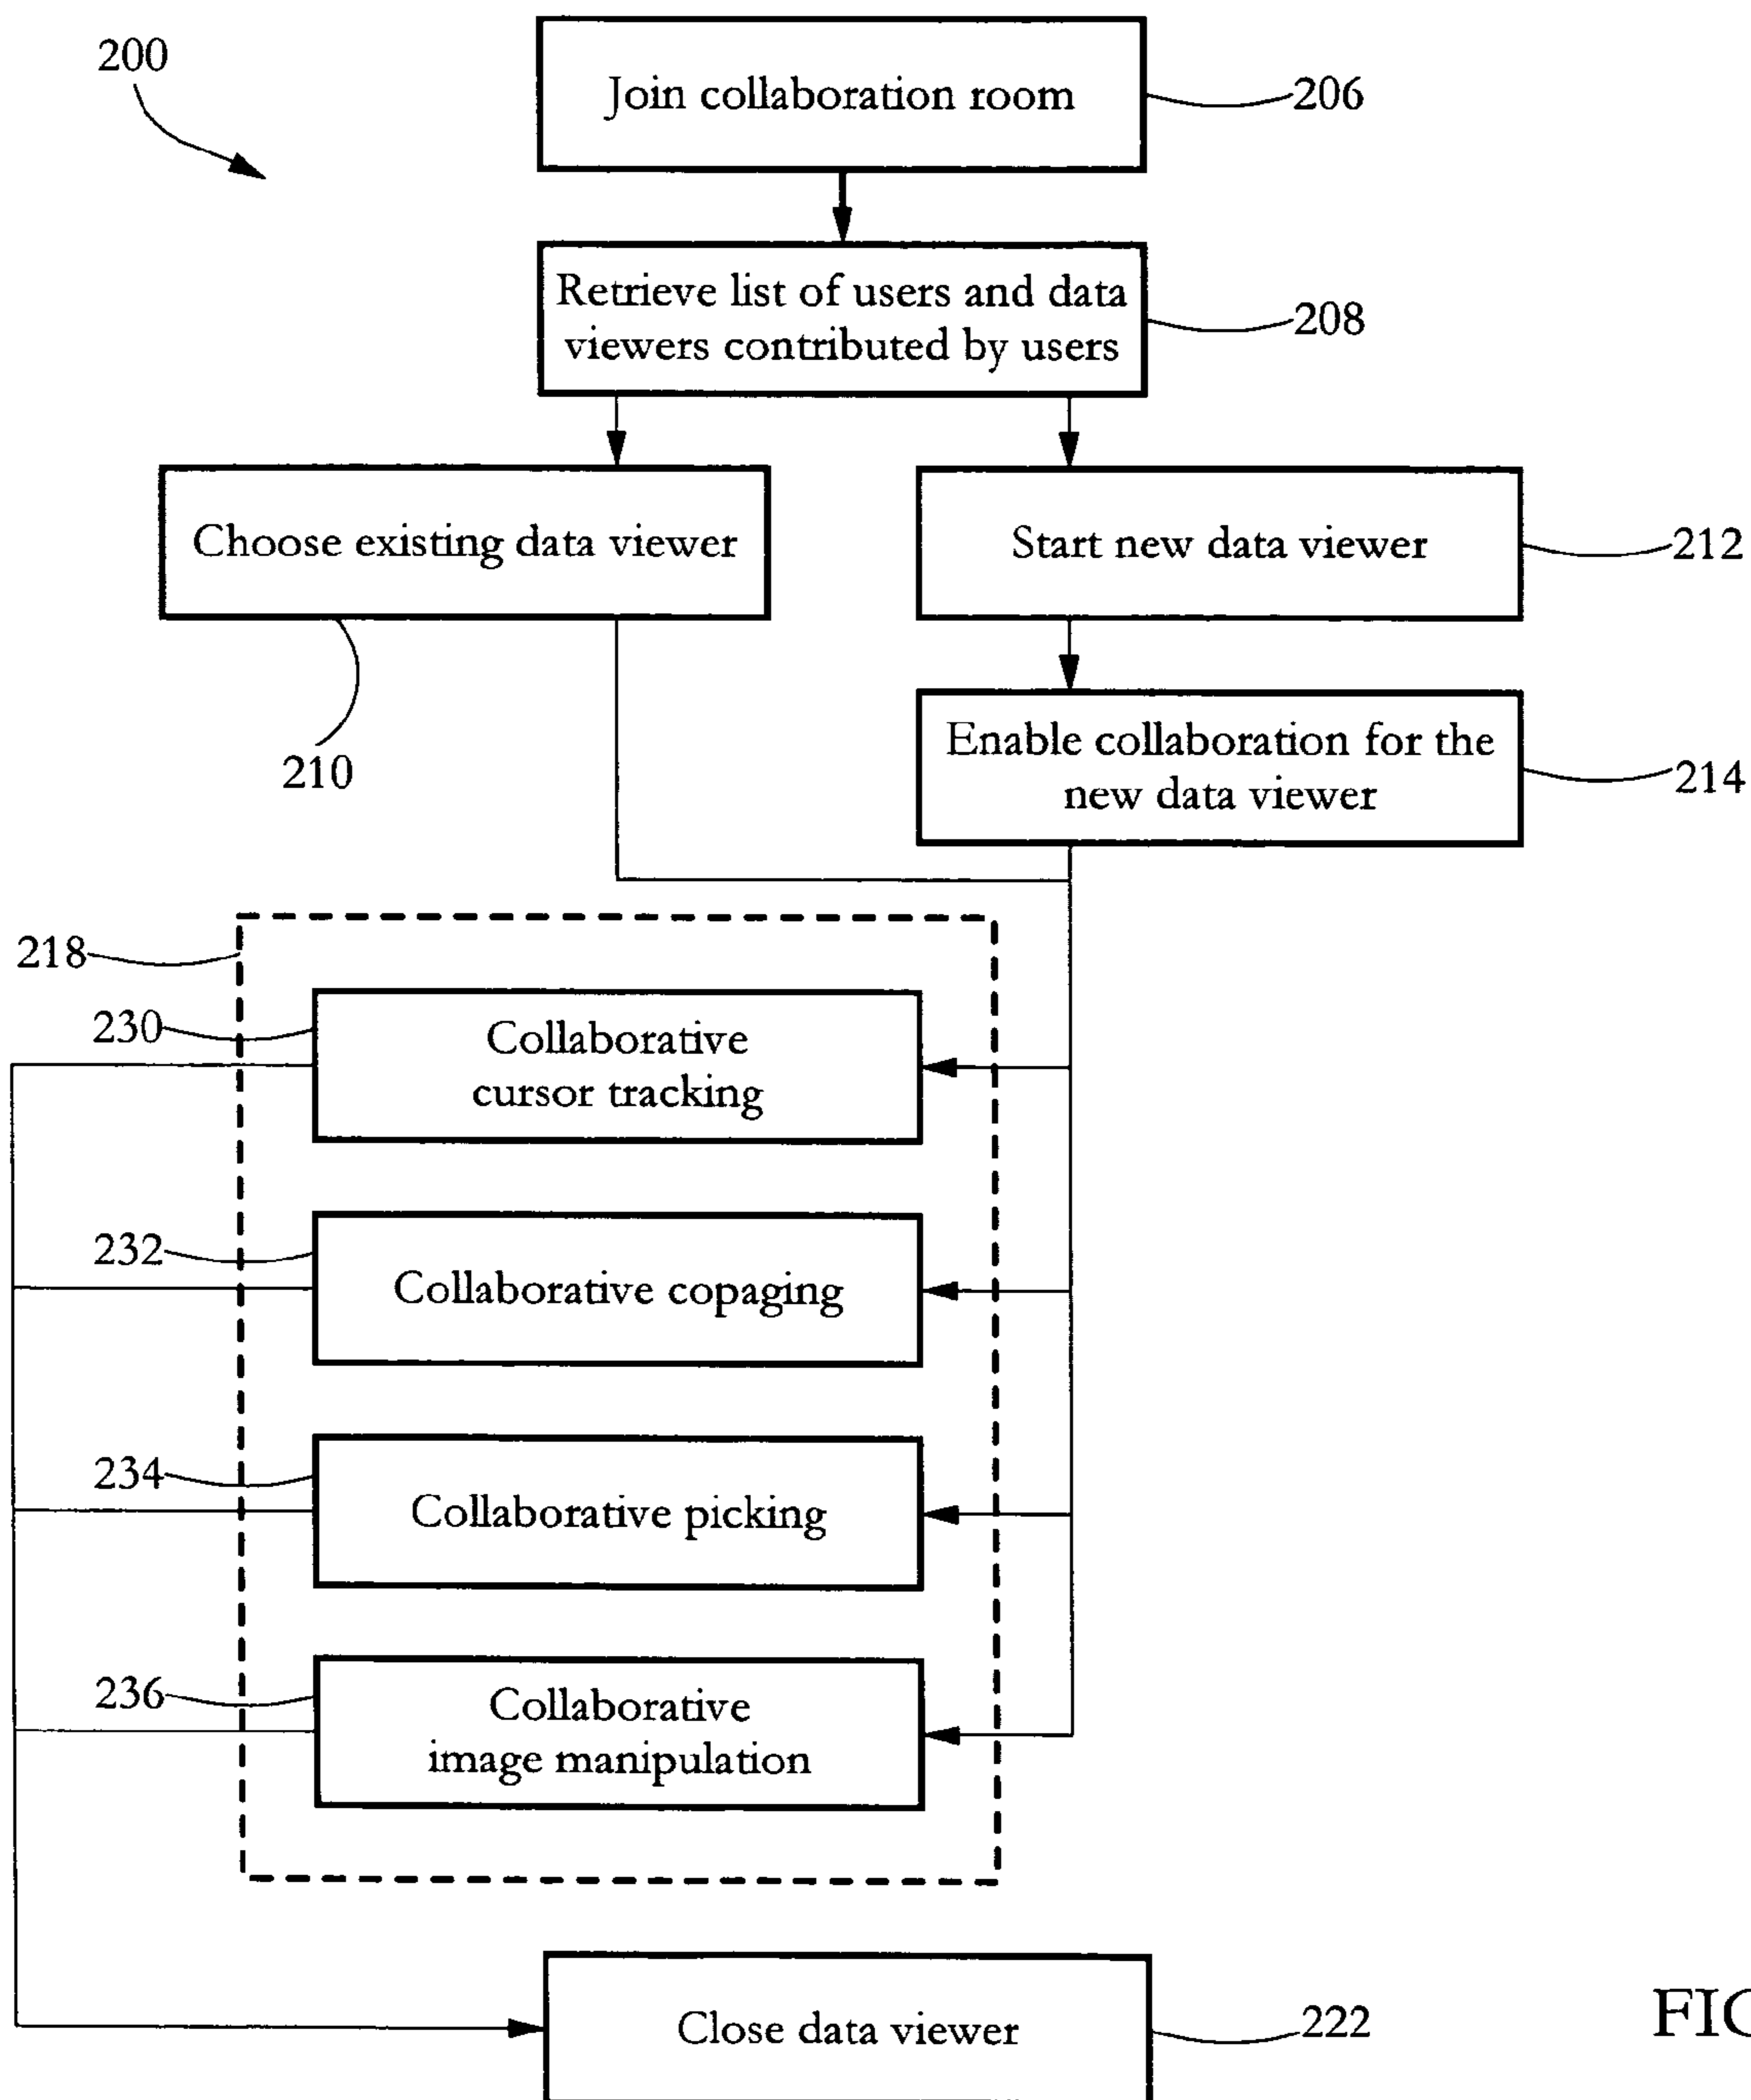 200
Join collaboration room
206
Retrieve list of users and data
viewers contributed by users
208
Choose existing data viewer
210
Start new data viewer
212
Enable collaboration for the
new data viewer
214
218
230
Collaborative
cursor tracking
232
Collaborative copaging
234
Collaborative picking
236
Collaborative
image manipulation
Close data viewer
222
FIG